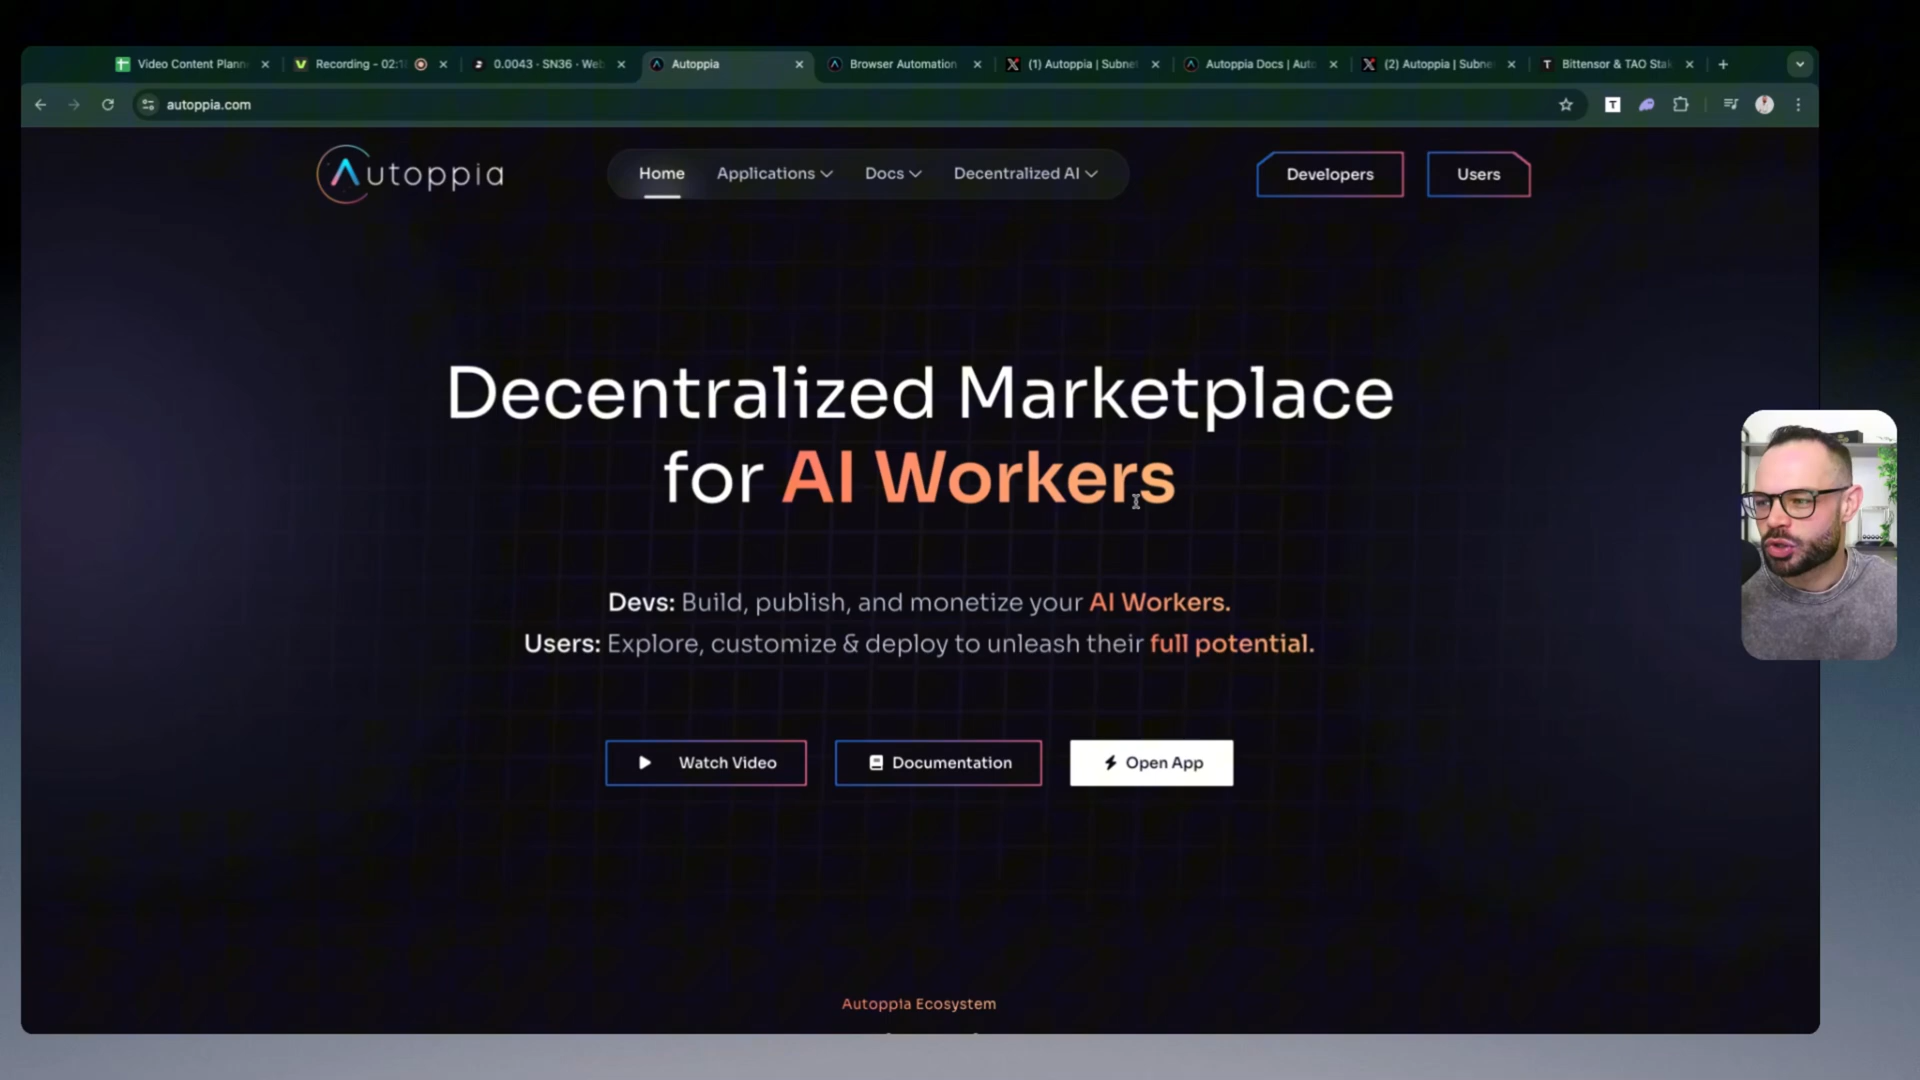 Video Content Plann
Recording - 02:1
0.0043 · SN36 · Web
Autoppia
Browser Automation
(1) Autoppia | Subne
Autoppia Docs | Auto
(2) Autoppia | Subne
Bittensor & TAO Stak
autoppia.com
Autoppia
Home
Applications
Docs
Decentralized AI
Developers
Users
Decentralized Marketplace
for AI Workers
Devs: Build, publish, and monetize your AI Workers.
Users: Explore, customize & deploy to unleash their full potential.
Watch Video
Documentation
Open App
Autoppia Ecosystem